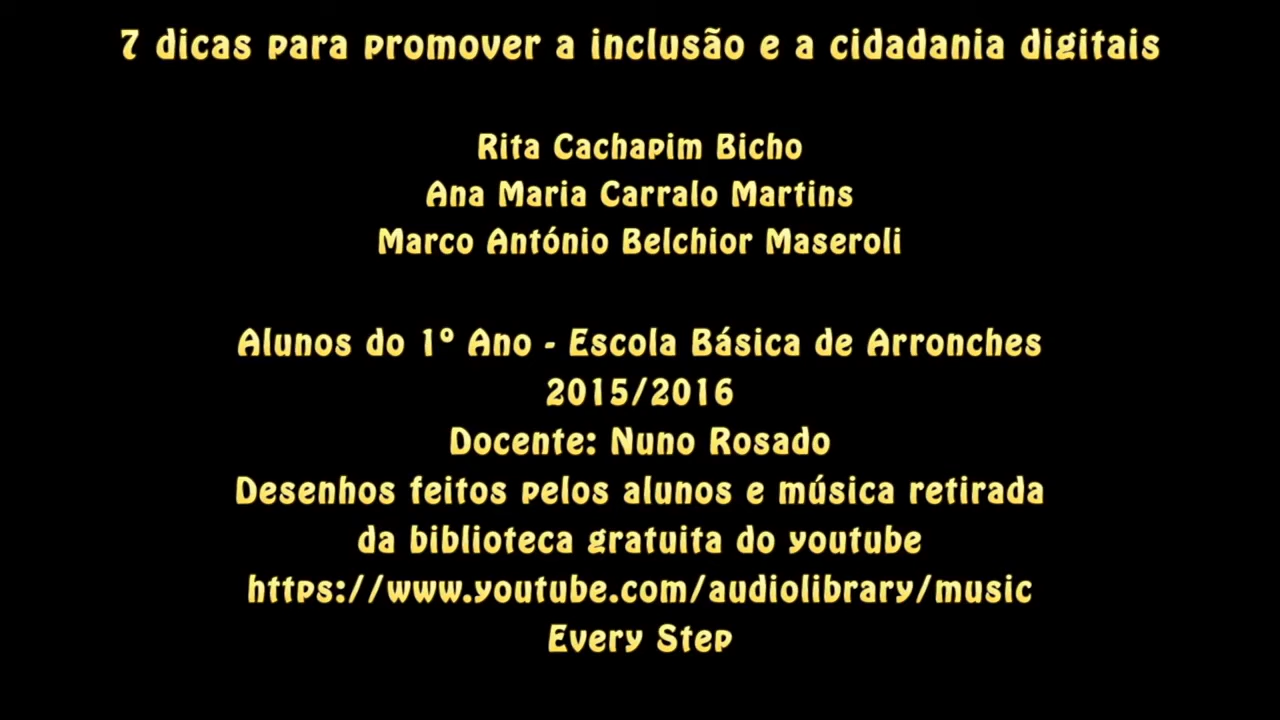 7 dicas para promover a inclusão e a cidadania digitais
Rita Cachapim Bicho
Ana Maria Carralo Martins
Marco António Belchior Maseroli
Alunos do 1º Ano - Escola Básica de Arronches
2015/2016
Docente: Nuno Rosado
Desenhos feitos pelos alunos e música retirada
da biblioteca gratuita do youtube
https://www.youtube.com/audiolibrary/music
Every Step